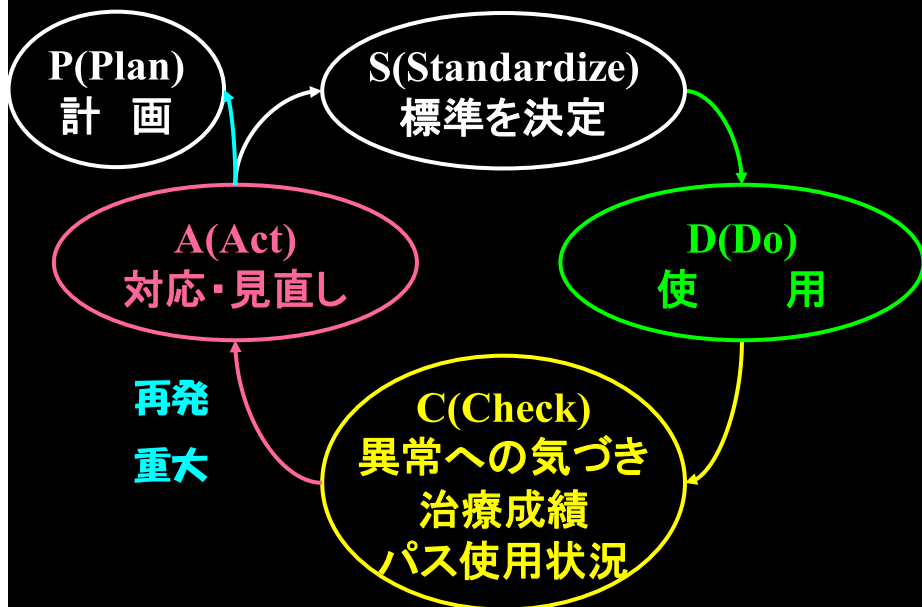 P(Plan)
計　画
S(Standardize)
標準を決定
A(Act)
対応・見直し
D(Do)
使　　用
再発
重大
C(Check)
異常への気づき
治療成績
パス使用状況